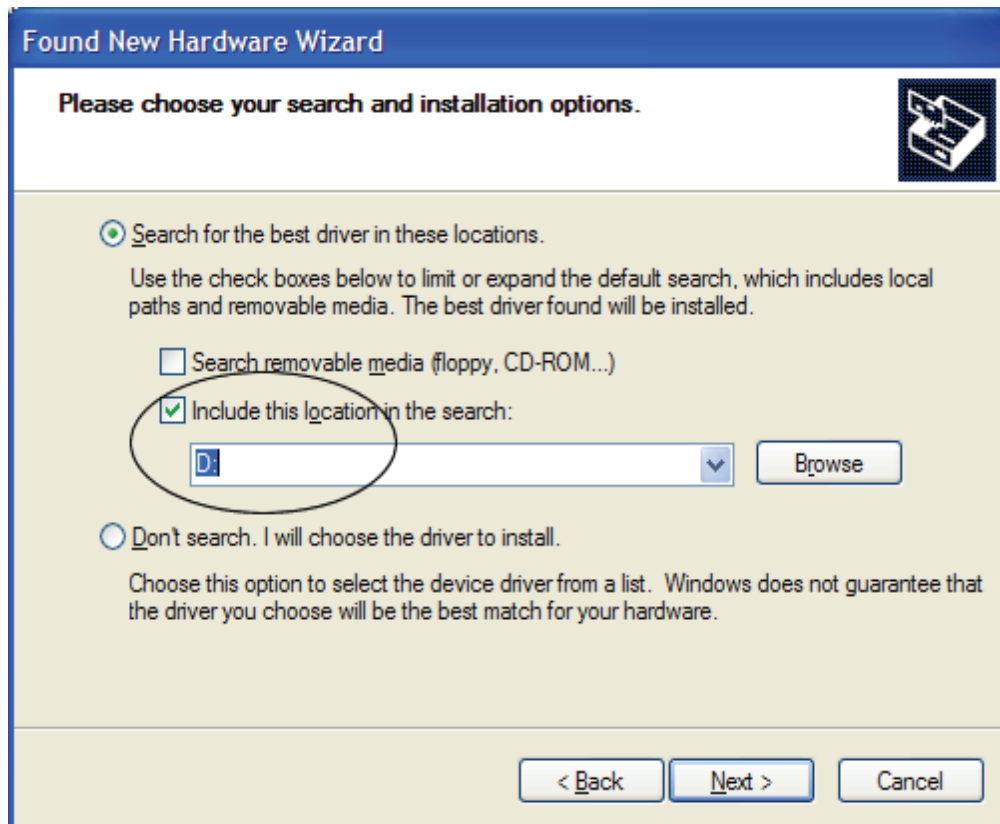 Found New Hardware Wizard
Please choose your search and installation options.
Search for the best driver in these locations.
Use the check boxes below to limit or expand the default search, which includes local
paths and removable media. The best driver found will be installed.
Search removable media (floppy, CD-ROM...)
Include this location in the search:
D:
Browse
Don't search. I will choose the driver to install.
Choose this option to select the device driver from a list. Windows does not guarantee that
the driver you choose will be the best match for your hardware.
< Back Next > Cancel